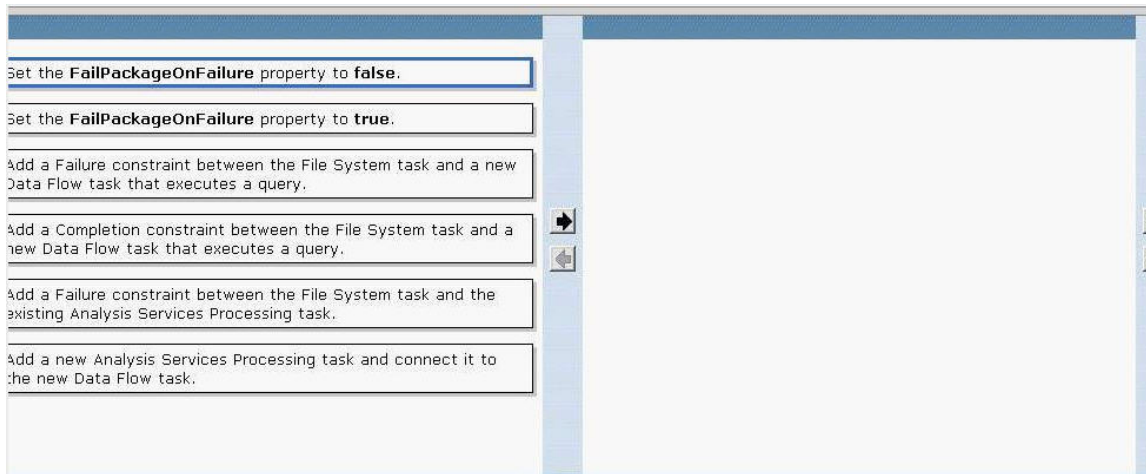 Set the FailPackageOnFailure property to false.
Set the FailPackageOnFailure property to true.
Add a Failure constraint between the File System task and a new
Data Flow task that executes a query.
Add a Completion constraint between the File System task and a
new Data Flow task that executes a query.
Add a Failure constraint between the File System task and the
existing Analysis Services Processing task.
Add a new Analysis Services Processing task and connect it to
the new Data Flow task.